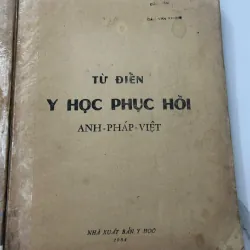 TỪ ĐIỂN
Y HỌC PHỤC HỒI
ANH-PHÁP-VIỆT
NHÀ XUẤT BẢN Y HỌC